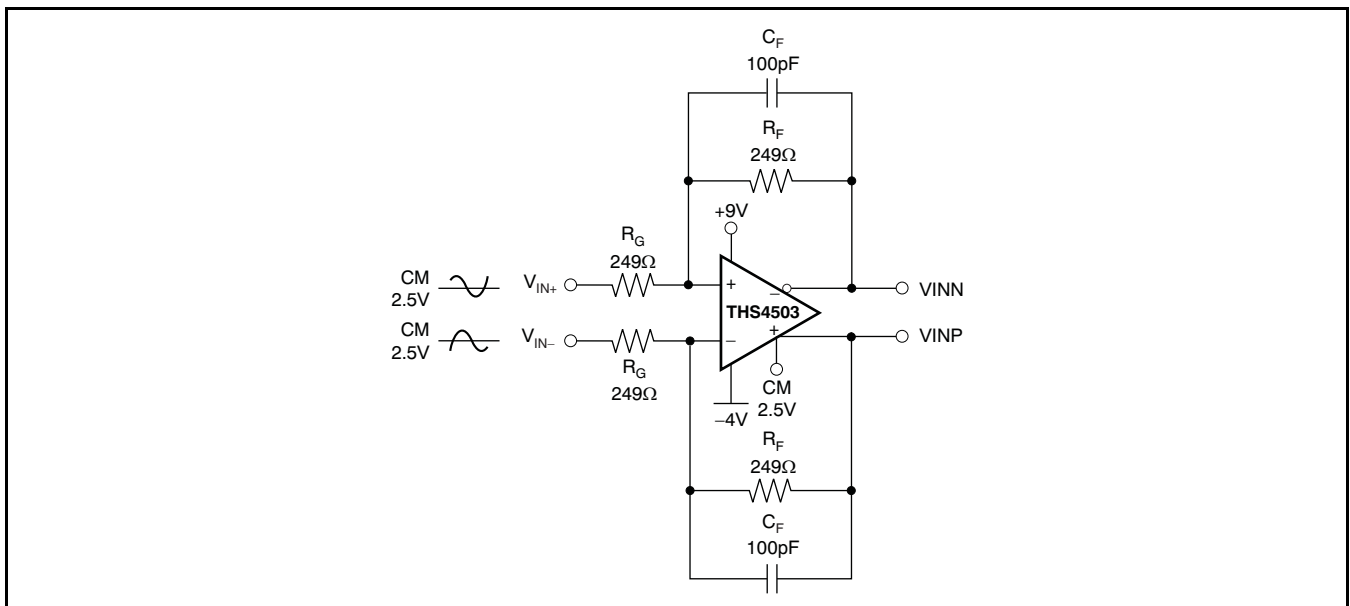 C_F
100pF
R_F
249Ω
+9V
R_G
249Ω
CM
2.5V
V_IN+
+
−
VINN
THS4503
CM
2.5V
V_IN−
−
+
VINP
R_G
249Ω
CM
2.5V
−4V
R_F
249Ω
C_F
100pF